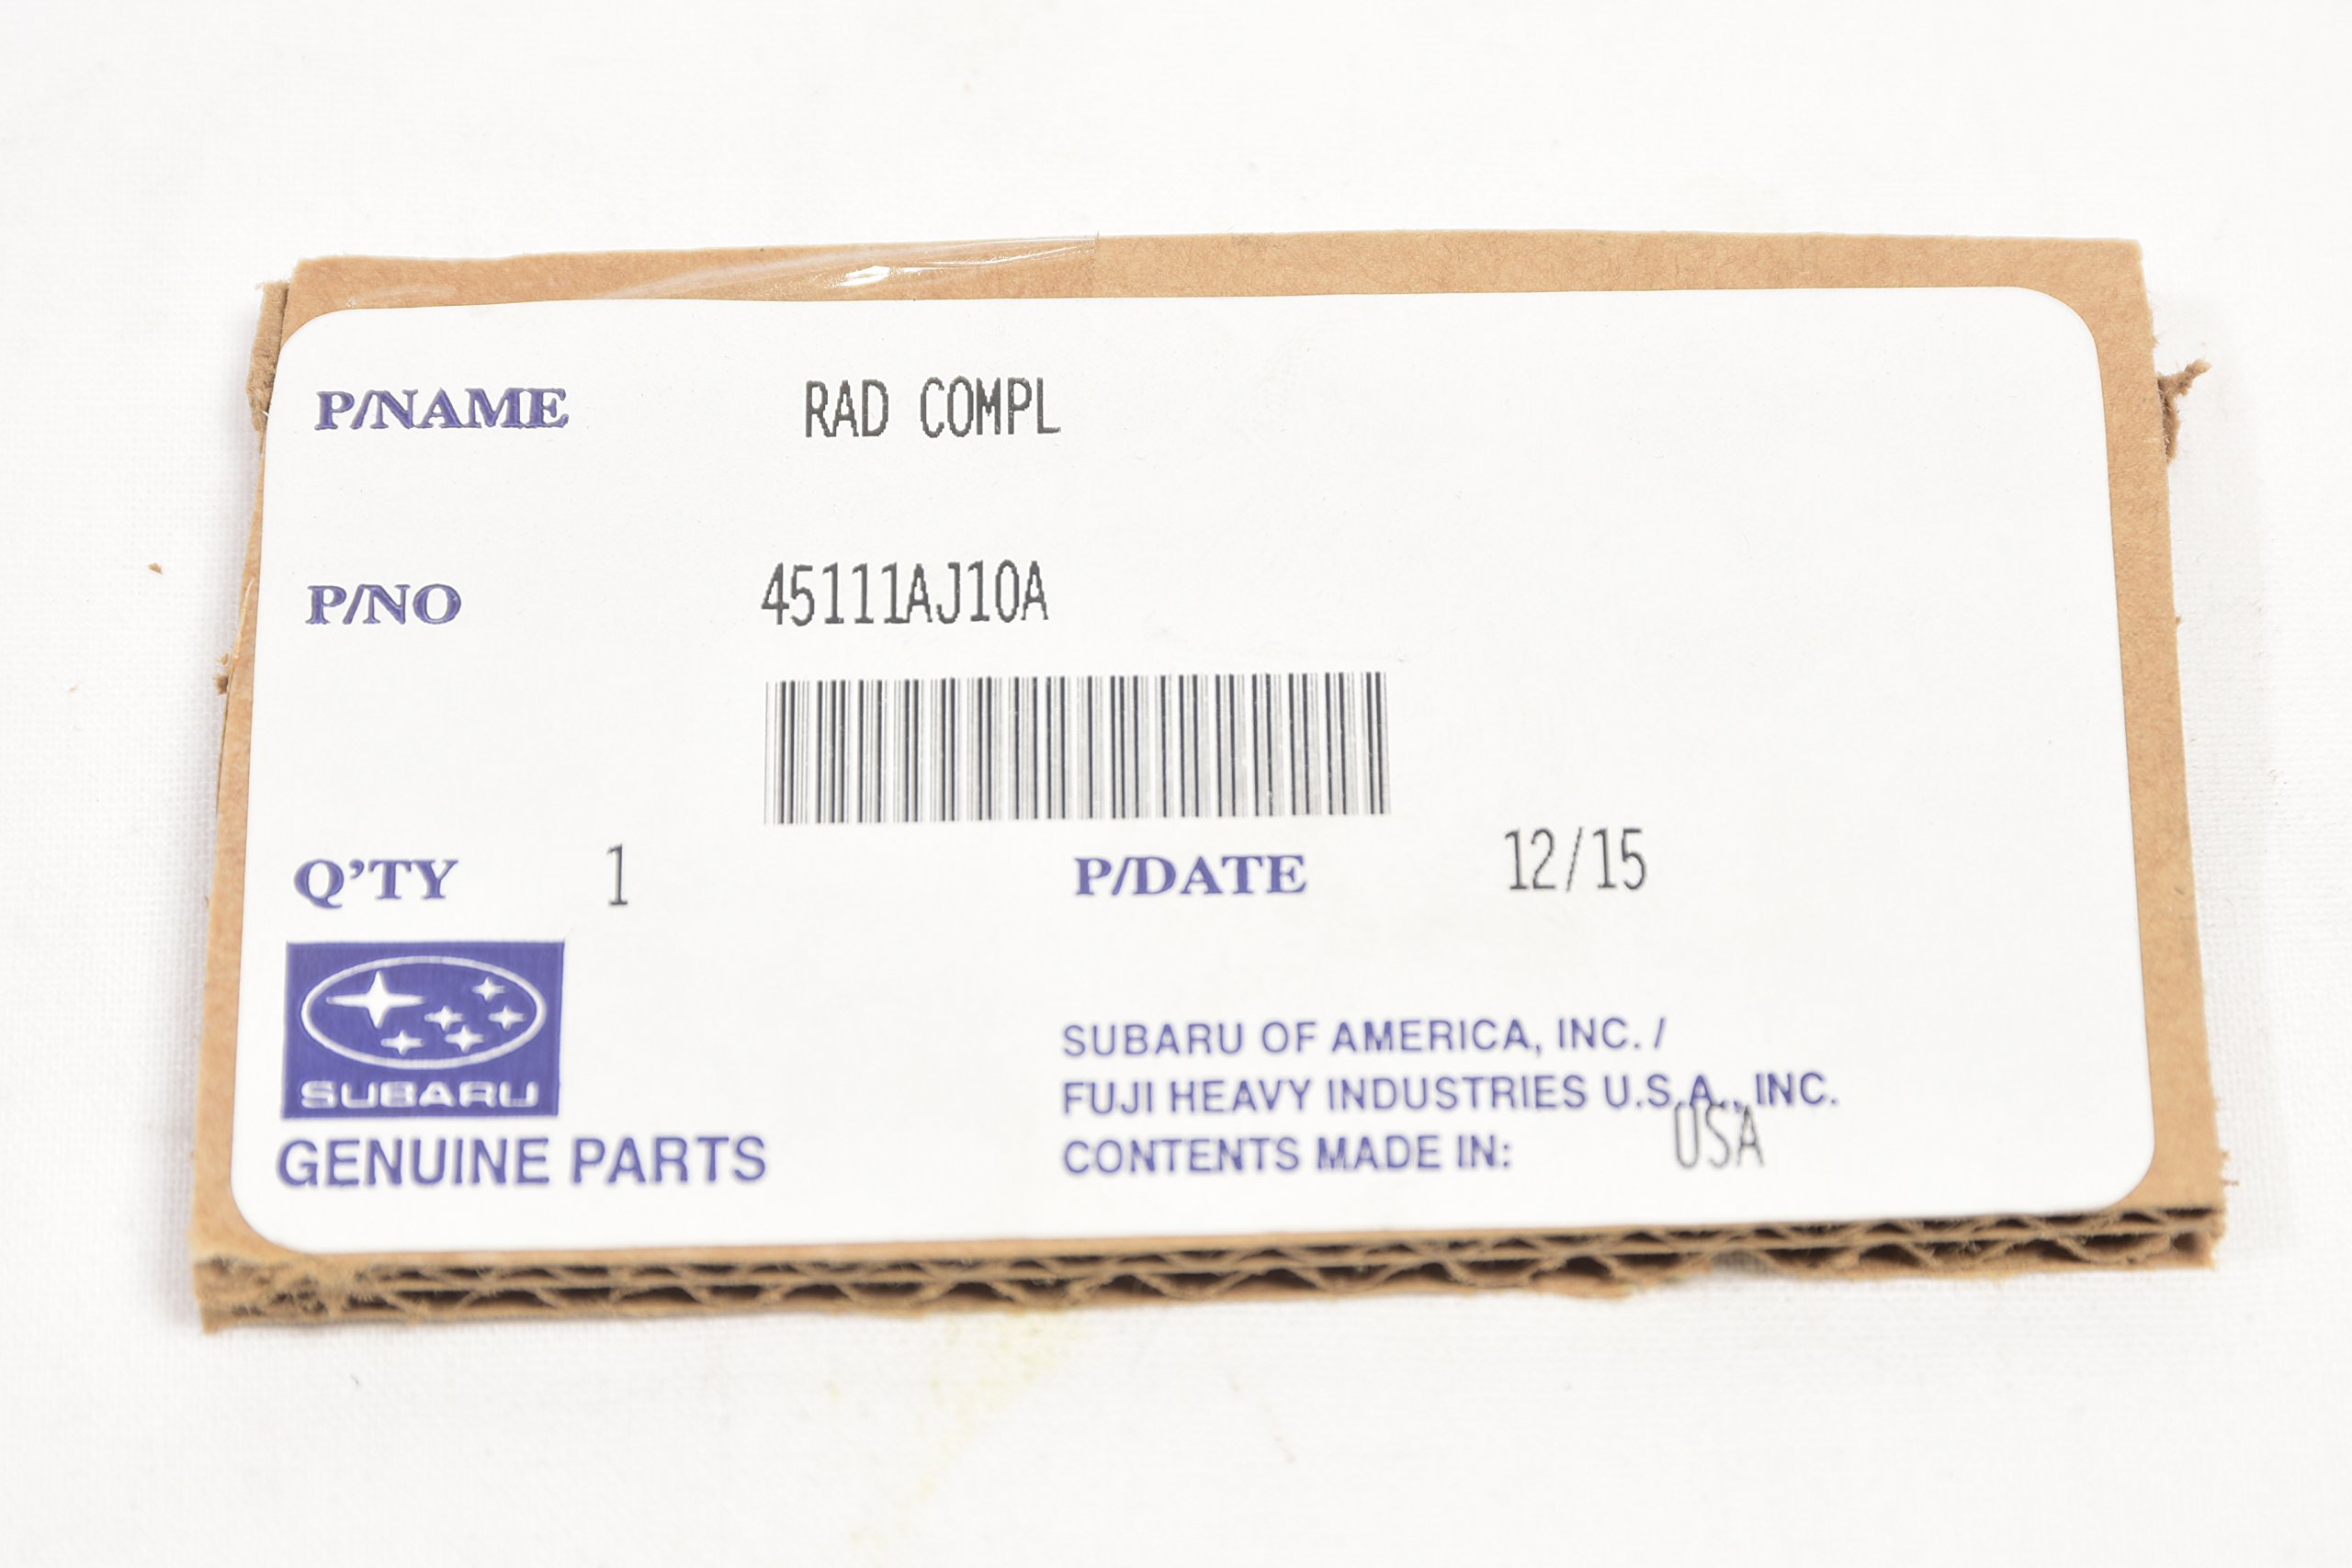 P/NAME RAD COMPL
P/NO 45111AJ10A
Q'TY 1 P/DATE 12/15
SUBARU
GENUINE PARTS
SUBARU OF AMERICA, INC. /
FUJI HEAVY INDUSTRIES U.S.A., INC.
CONTENTS MADE IN: USA